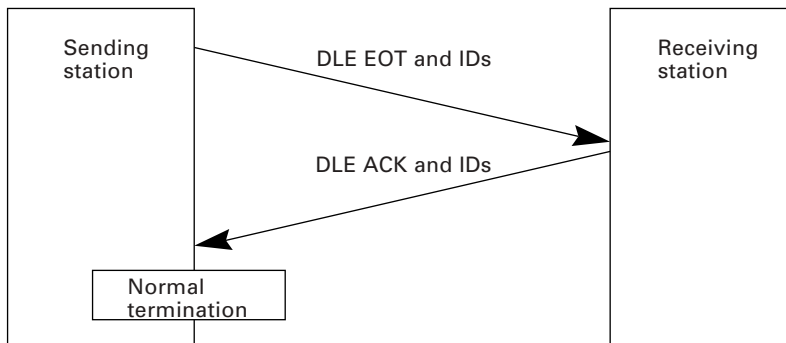 Sending
station
Receiving
station
DLE EOT and IDs
DLE ACK and IDs
Normal
termination